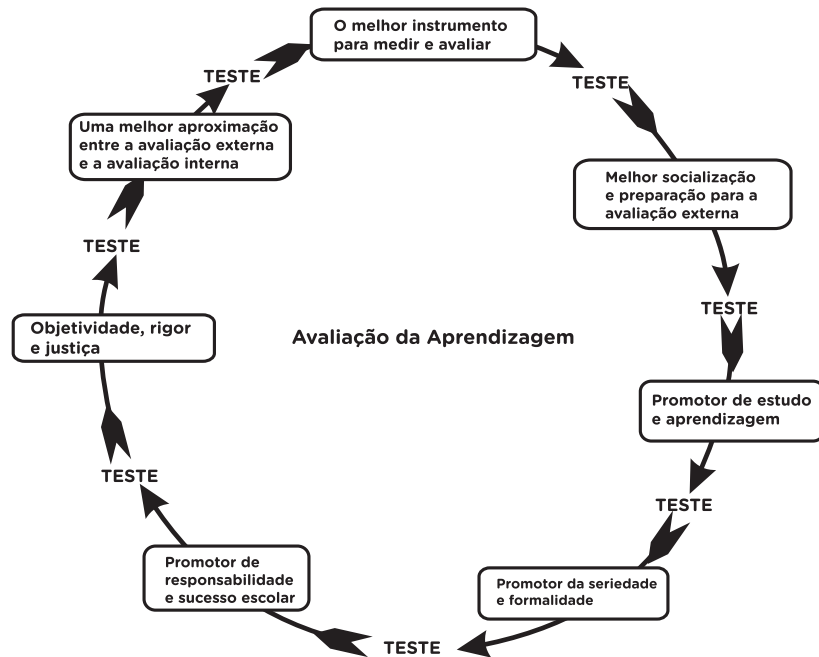 O melhor instrumento
para medir e avaliar
TESTE
Melhor socialização
e preparação para a
avaliação externa
TESTE
Promotor de estudo
e aprendizagem
TESTE
Promotor da seriedade
e formalidade
TESTE
Promotor de
responsabilidade
e sucesso escolar
TESTE
Objetividade, rigor
e justiça
TESTE
Uma melhor aproximação
entre a avaliação externa
e a avaliação interna
TESTE
Avaliação da Aprendizagem